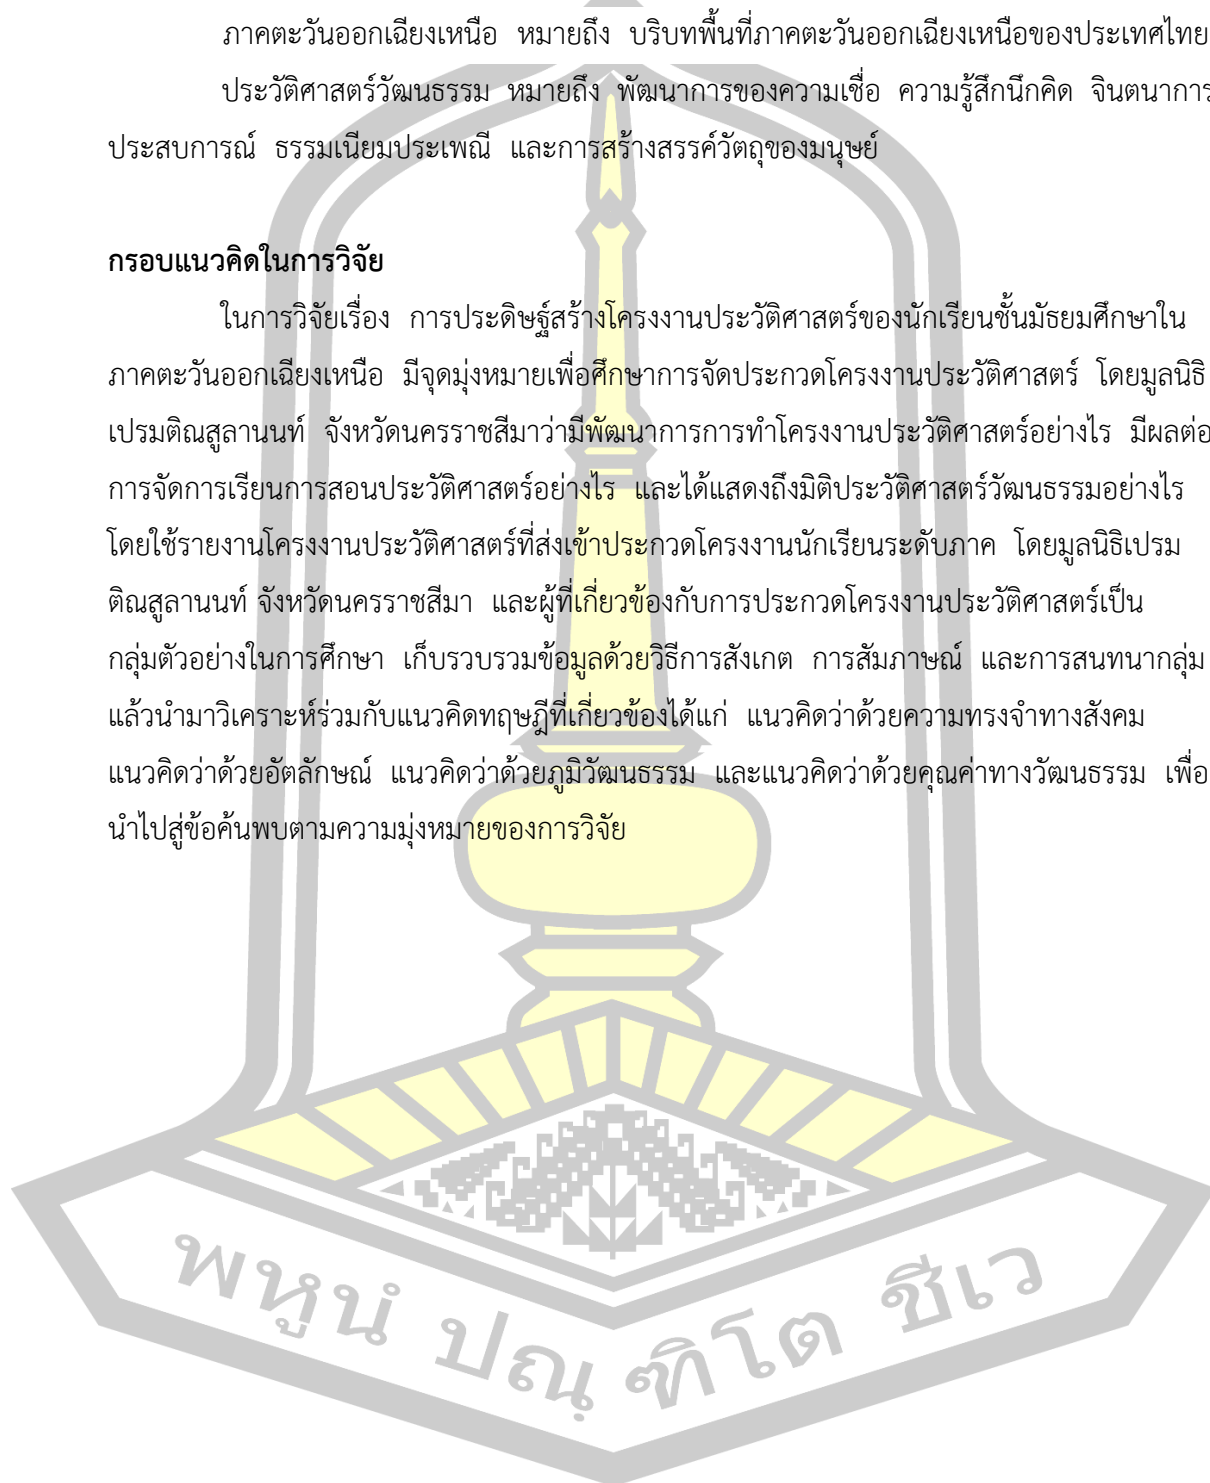 ภาคตะวันออกเฉียงเหนือ หมายถึง บริบทพื้นที่ภาคตะวันออกเฉียงเหนือของประเทศไทย
ประวัติศาสตร์วัฒนธรรม หมายถึง พัฒนาการของความเชื่อ ความรู้สึกนึกคิด จินตนาการ
ประสบการณ์ ธรรมเนียมประเพณี และการสร้างสรรค์วัตถุของมนุษย์
กรอบแนวคิดในการวิจัย
ในการวิจัยเรื่อง การประดิษฐ์สร้างโครงงานประวัติศาสตร์ของนักเรียนชั้นมัธยมศึกษาใน
ภาคตะวันออกเฉียงเหนือ มีจุดมุ่งหมายเพื่อศึกษาการจัดประกวดโครงงานประวัติศาสตร์ โดยมูลนิธิ
เปรมติณสูลานนท์ จังหวัดนครราชสีมาว่ามีพัฒนาการการทำโครงงานประวัติศาสตร์อย่างไร มีผลต่อ
การจัดการเรียนการสอนประวัติศาสตร์อย่างไร และได้แสดงถึงมิติประวัติศาสตร์วัฒนธรรมอย่างไร
โดยใช้รายงานโครงงานประวัติศาสตร์ที่ส่งเข้าประกวดโครงงานนักเรียนระดับภาค โดยมูลนิธิเปรม
ติณสูลานนท์ จังหวัดนครราชสีมา และผู้ที่เกี่ยวข้องกับการประกวดโครงงานประวัติศาสตร์เป็น
กลุ่มตัวอย่างในการศึกษา เก็บรวบรวมข้อมูลด้วยวิธีการสังเกต การสัมภาษณ์ และการสนทนากลุ่ม
แล้วนำมาวิเคราะห์ร่วมกับแนวคิดทฤษฎีที่เกี่ยวข้องได้แก่ แนวคิดว่าด้วยความทรงจำทางสังคม
แนวคิดว่าด้วยอัตลักษณ์ แนวคิดว่าด้วยภูมิวัฒนธรรม และแนวคิดว่าด้วยคุณค่าทางวัฒนธรรม เพื่อ
นำไปสู่ข้อค้นพบตามความมุ่งหมายของการวิจัย
พหูนํ ปณฺฑิโต ชีเว